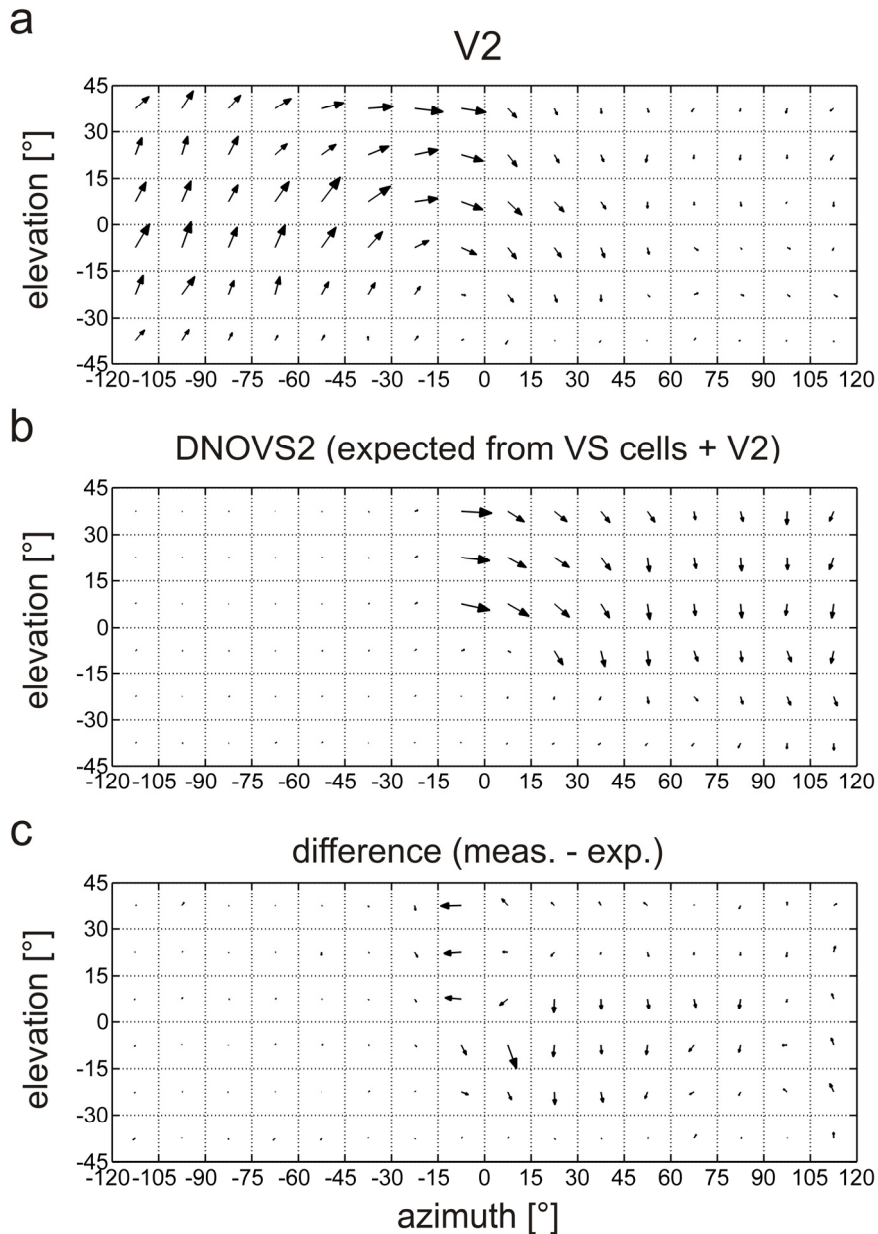 a
V2
elevation [°]
45
30
15
0
-15
-30
-45
-120 -105 -90 -75 -60 -45 -30 -15 0 15 30 45 60 75 90 105 120
b
DNOVS2 (expected from VS cells + V2)
elevation [°]
45
30
15
0
-15
-30
-45
-120 -105 -90 -75 -60 -45 -30 -15 0 15 30 45 60 75 90 105 120
c
difference (meas. - exp.)
elevation [°]
45
30
15
0
-15
-30
-45
-120 -105 -90 -75 -60 -45 -30 -15 0 15 30 45 60 75 90 105 120
azimuth [°]